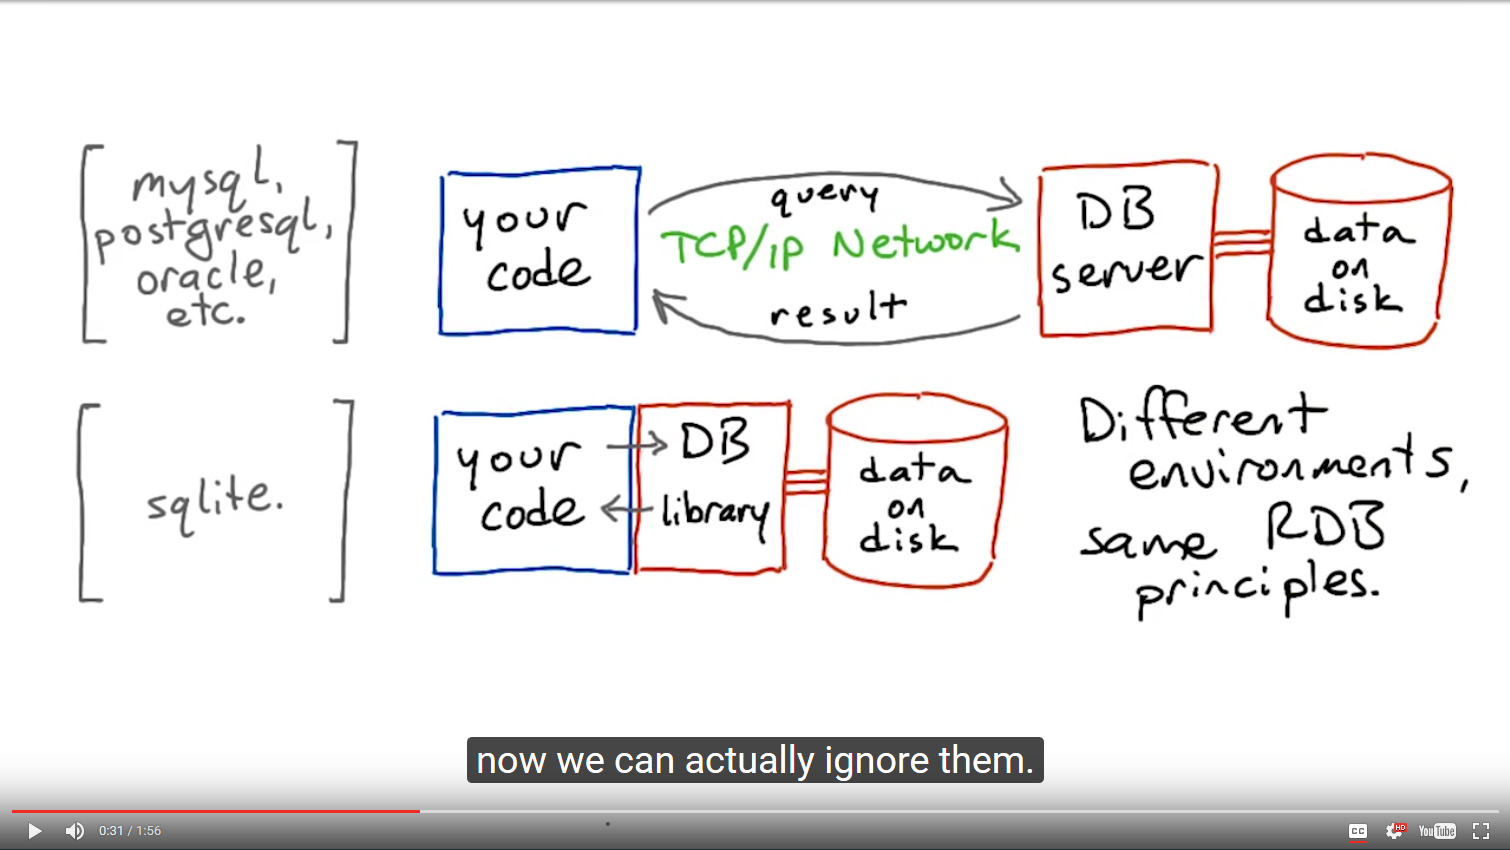 mysql,
postgresql,
oracle,
etc.
your
code
query
TCP/IP Network
result
DB
server
data
on
disk
sqlite.
your
code
DB
library
data
on
disk
Different
environments,
same RDB
principles.
now we can actually ignore them.
0:31 / 1:56
CC
HD
YouTube